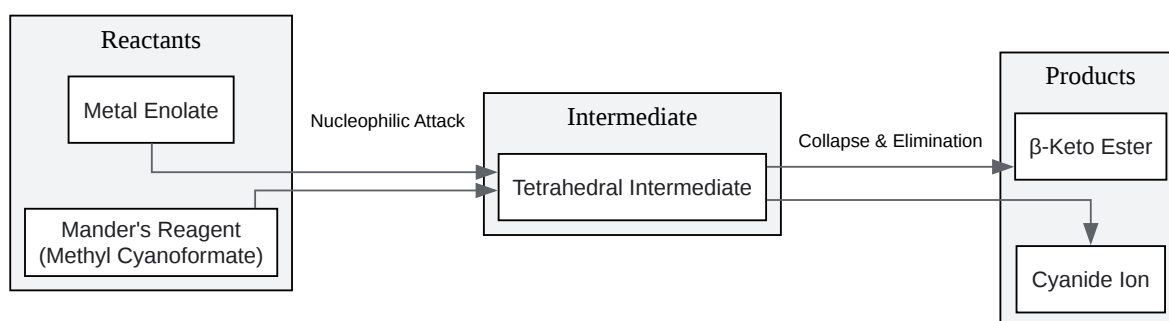 Reactants
Metal Enolate
Mander's Reagent
(Methyl Cyanoformate)
Nucleophilic Attack
Intermediate
Tetrahedral Intermediate
Collapse & Elimination
Products
β-Keto Ester
Cyanide Ion